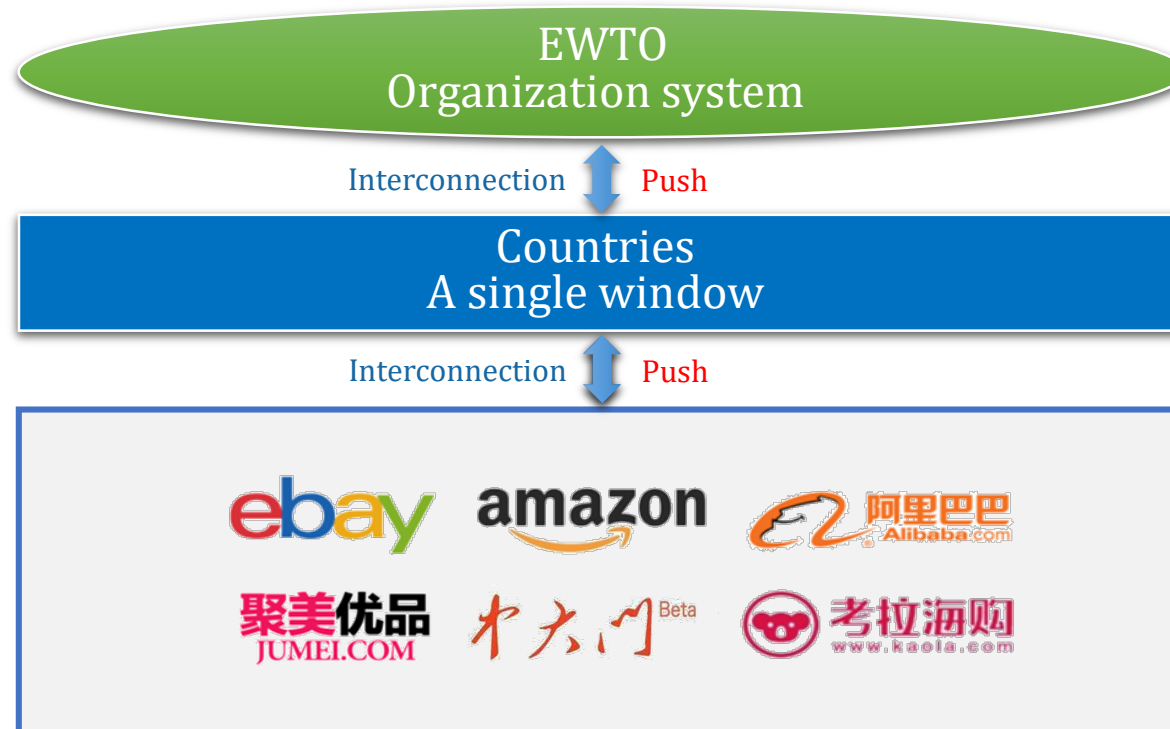 EWTO
Organization system
Interconnection Push
Countries
A single window
Interconnection Push
ebay amazon 阿里巴巴
Alibaba.com
聚美优品 中大门 Beta 考拉海购
JUMEI.COM www.kaola.com